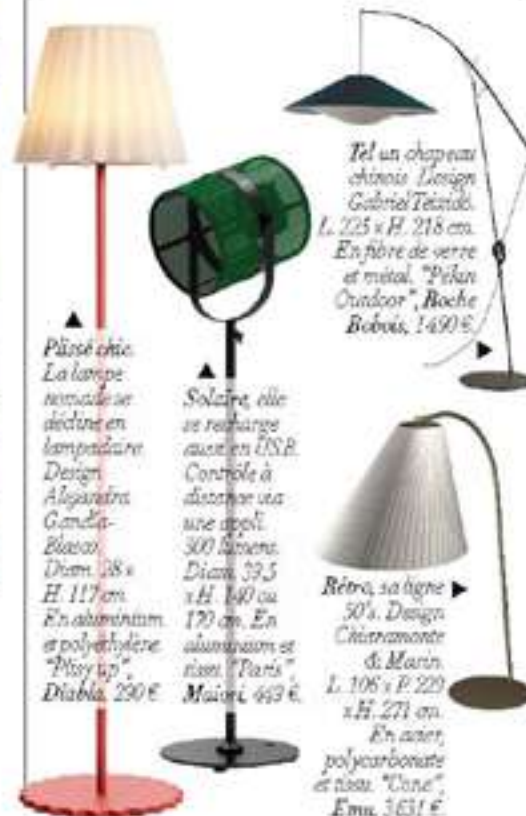 Plissé chic.
La lampe
nomade se
décline en
lampadaire.
Design
Alejandra
Gandía-
Blasco.
Diam. 28 x
H. 117 cm.
En aluminium
et polyéthylène.
"Plisy up",
Diabla, 290 €
Solaire, elle
se recharge
aussi en USB.
Contrôle à
distance via
une appli.
300 lumens.
Diam. 39,5
x H. 140 ou
170 cm. En
aluminium et
tissu. "Paris"
Maiori, 449 €.
Tel un chapeau
chinois. Design
Gabriel Teixidó.
L. 225 x H. 218 cm.
En fibre de verre
et métal. "Pélian
Outdoor", Roche
Bobois, 1490 €.
Rétro, sa ligne
50's. Design
Chiaramonte
& Marin.
L. 106 x P. 229
x H. 271 cm.
En acier,
polycarbonate
et tissu. "Cone",
Emu, 3631 €.